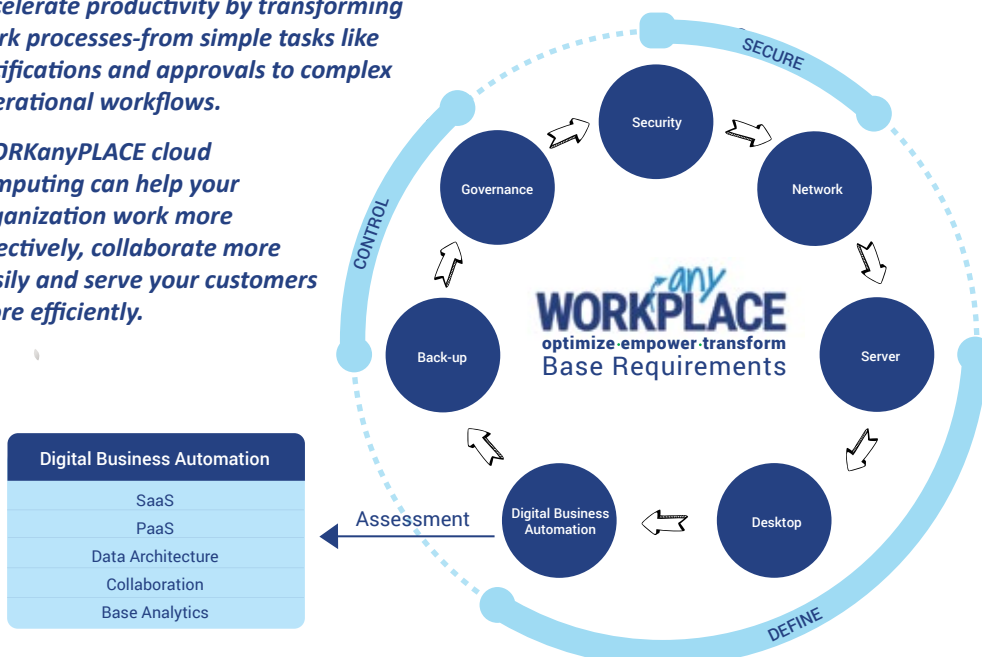 celerate productivity by transforming
rk processes-from simple tasks like
tifications and approvals to complex
erational workflows.
ORKanyPLACE cloud
mputing can help your
ganization work more
ectively, collaborate more
sily and serve your customers
re efficiently.
SECURE
CONTROL
DEFINE
Security
Network
Server
Desktop
Digital Business
Automation
Back-up
Governance
any
WORKPLACE
optimize·empower·transform
Base Requirements
Assessment
Digital Business Automation
SaaS
PaaS
Data Architecture
Collaboration
Base Analytics